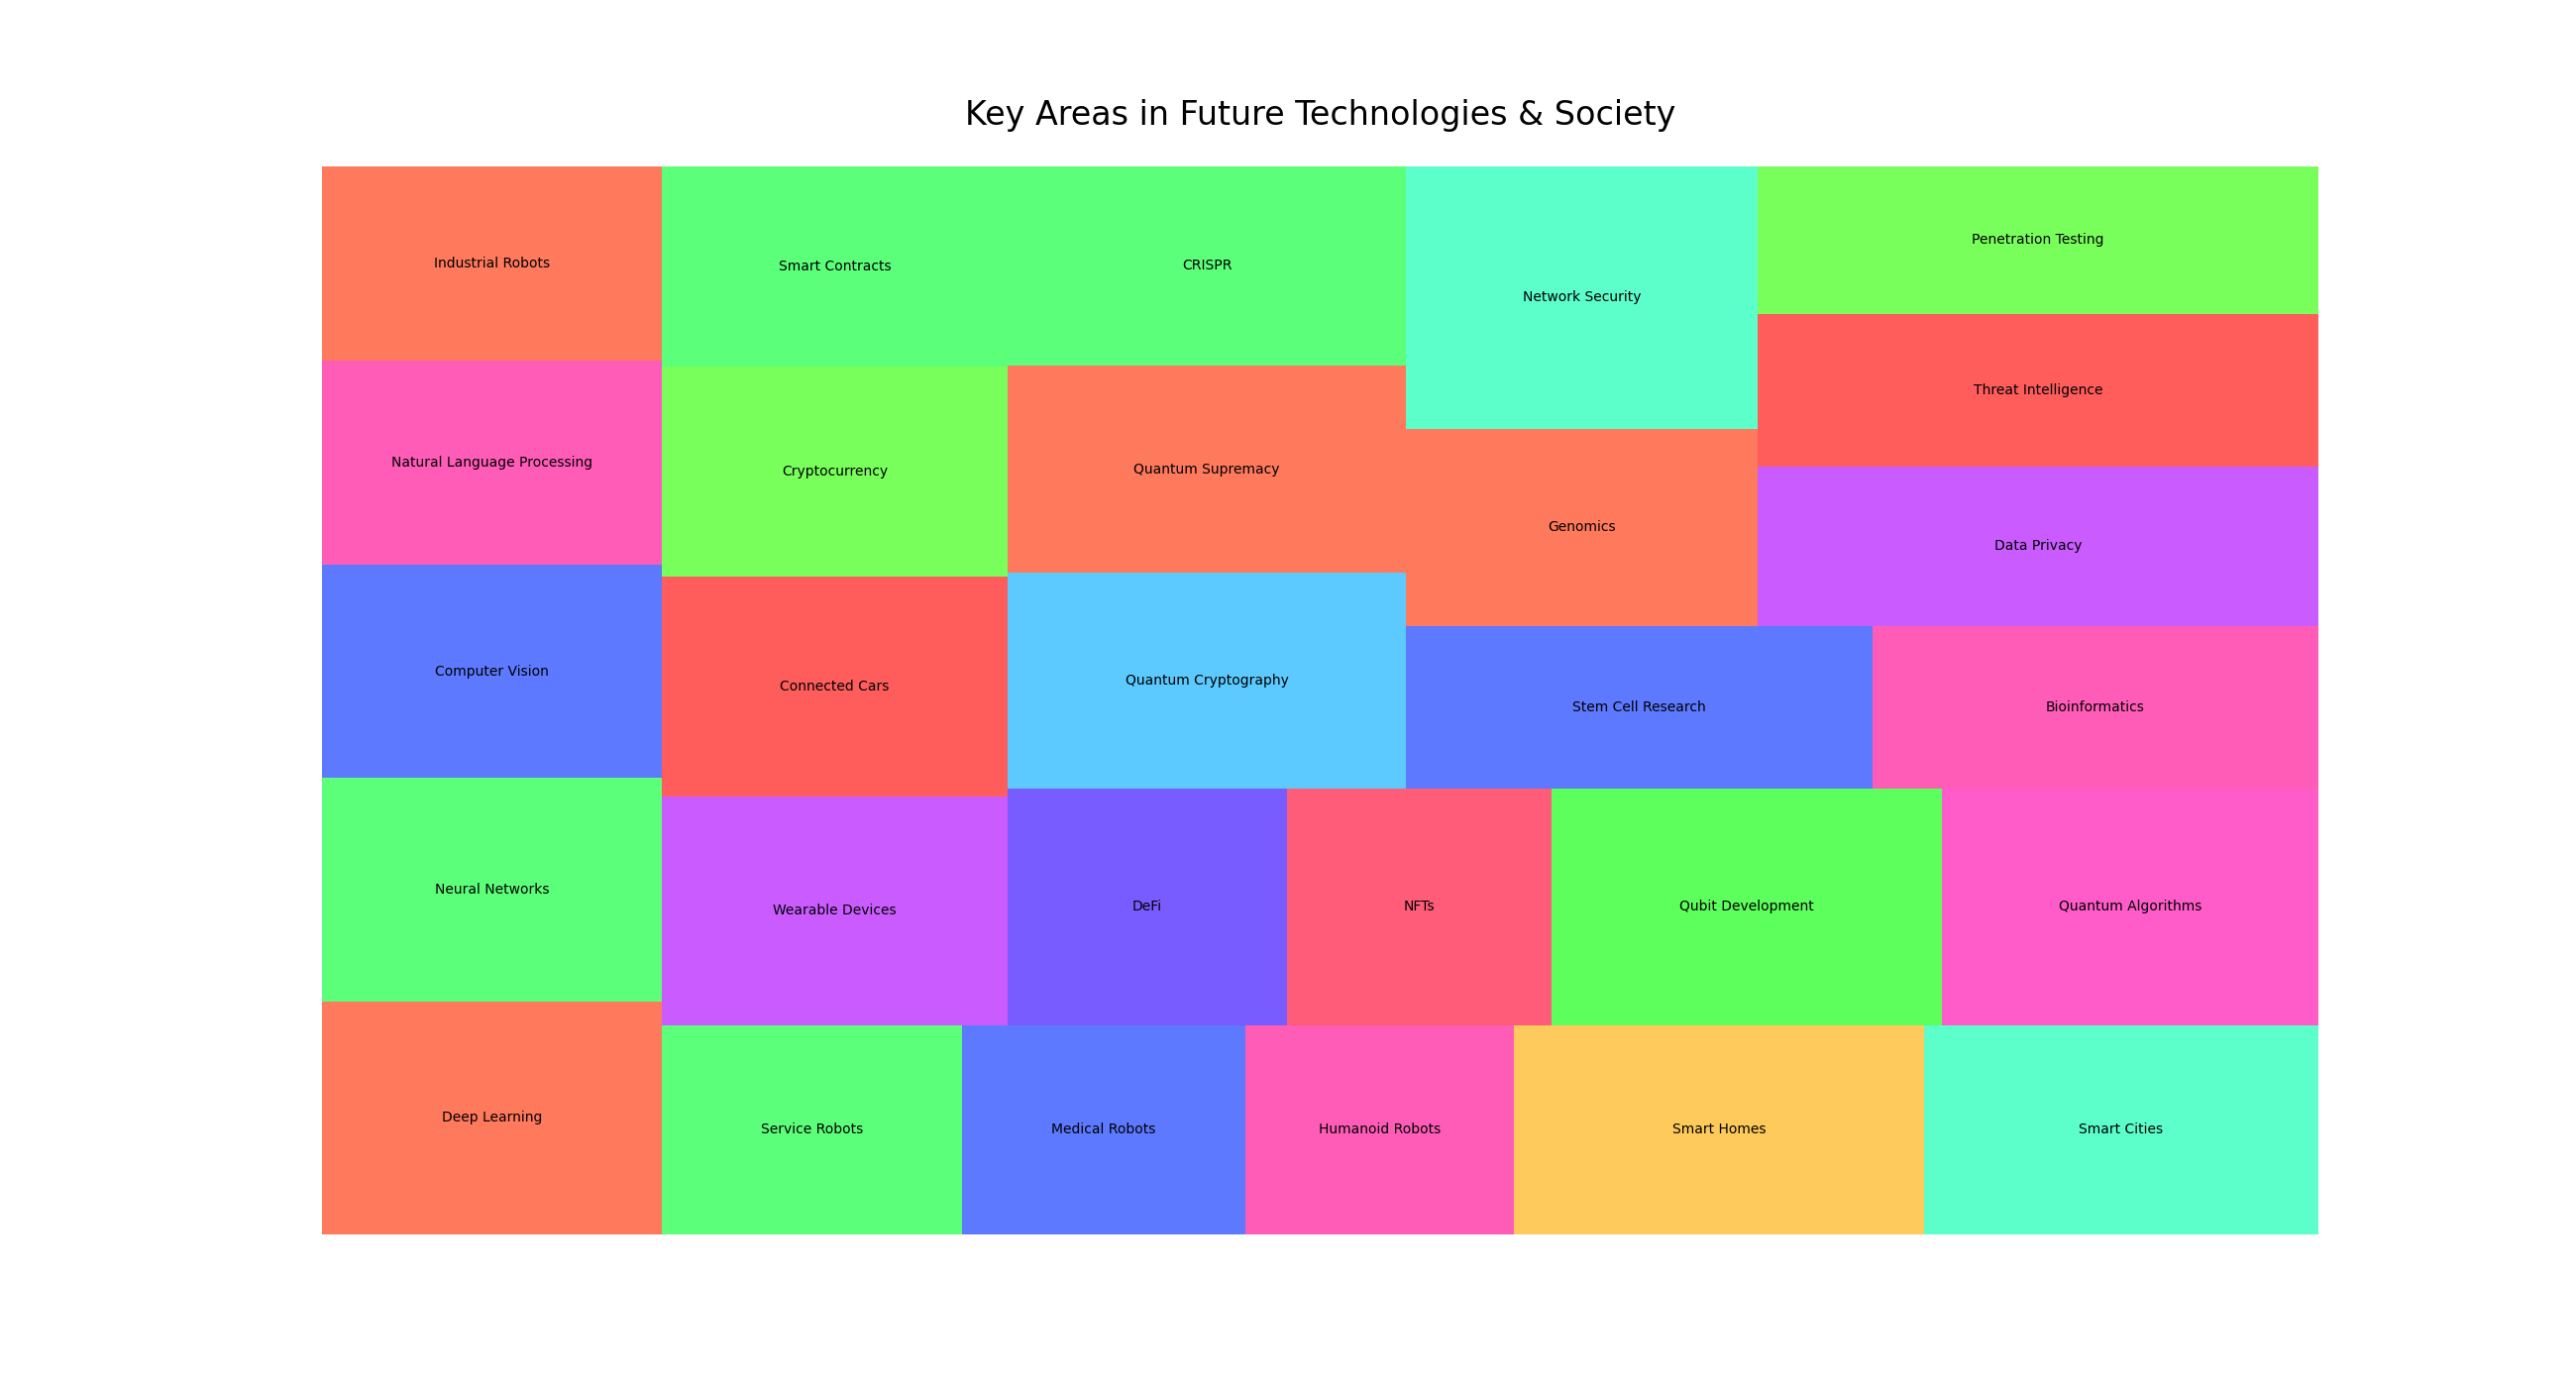 Key Areas in Future Technologies & Society
Industrial Robots
Smart Contracts
CRISPR
Network Security
Penetration Testing
Threat Intelligence
Natural Language Processing
Cryptocurrency
Quantum Supremacy
Genomics
Data Privacy
Computer Vision
Connected Cars
Quantum Cryptography
Stem Cell Research
Bioinformatics
Neural Networks
Wearable Devices
DeFi
NFTs
Qubit Development
Quantum Algorithms
Deep Learning
Service Robots
Medical Robots
Humanoid Robots
Smart Homes
Smart Cities